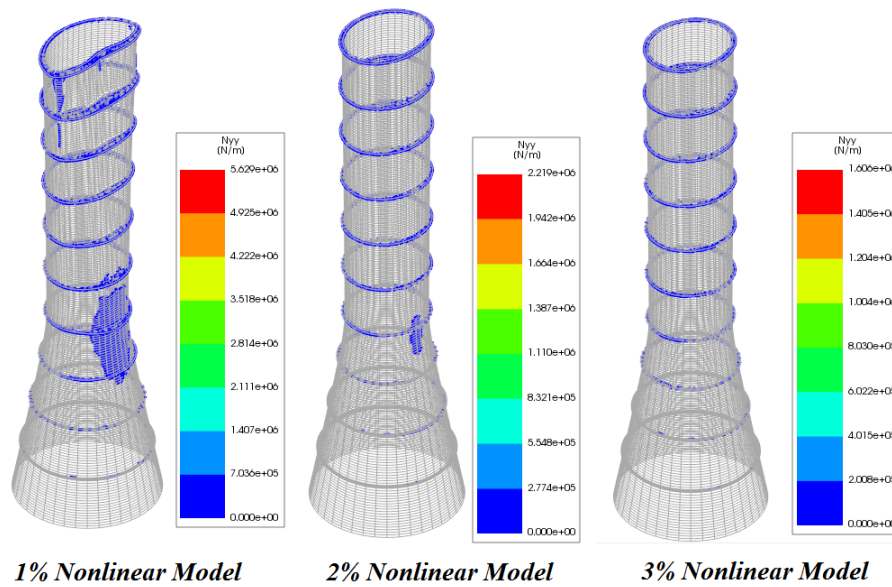 Nyy
(N/m)
5.629e+06
4.925e+06
4.222e+06
3.518e+06
2.814e+06
2.111e+06
1.407e+06
7.036e+05
0.000e+00
1% Nonlinear Model
Nyy
(N/m)
2.219e+06
1.942e+06
1.664e+06
1.387e+06
1.110e+06
8.321e+05
5.548e+05
2.774e+05
0.000e+00
2% Nonlinear Model
Nyy
(N/m)
1.606e+06
1.405e+06
1.204e+06
1.004e+06
8.030e+05
6.022e+05
4.015e+05
2.008e+05
0.000e+00
3% Nonlinear Model